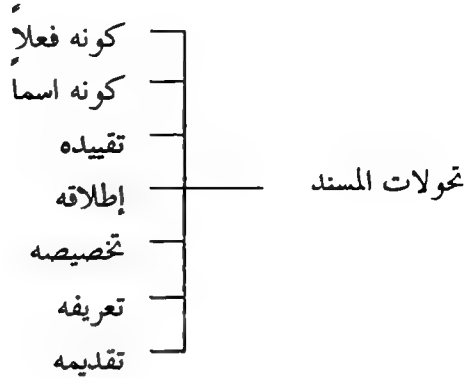 كونه فعلاً
كونه اسماً
تقييده
إطلاقه
تحولات المسند
تخصيصه
تعريفه
تقديمه